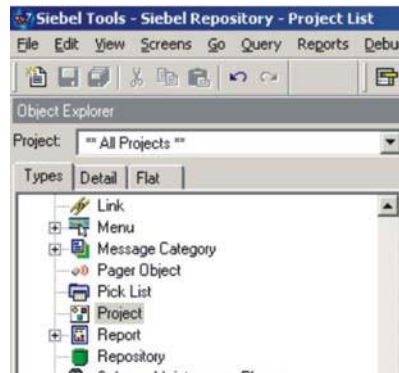 Siebel Tools - Siebel Repository - Project List
File Edit View Screens Go Query Reports Debu
Object Explorer
Project: ** All Projects **
Types Detail Flat
Link
Menu
Message Category
Pager Object
Pick List
Project
Report
Repository